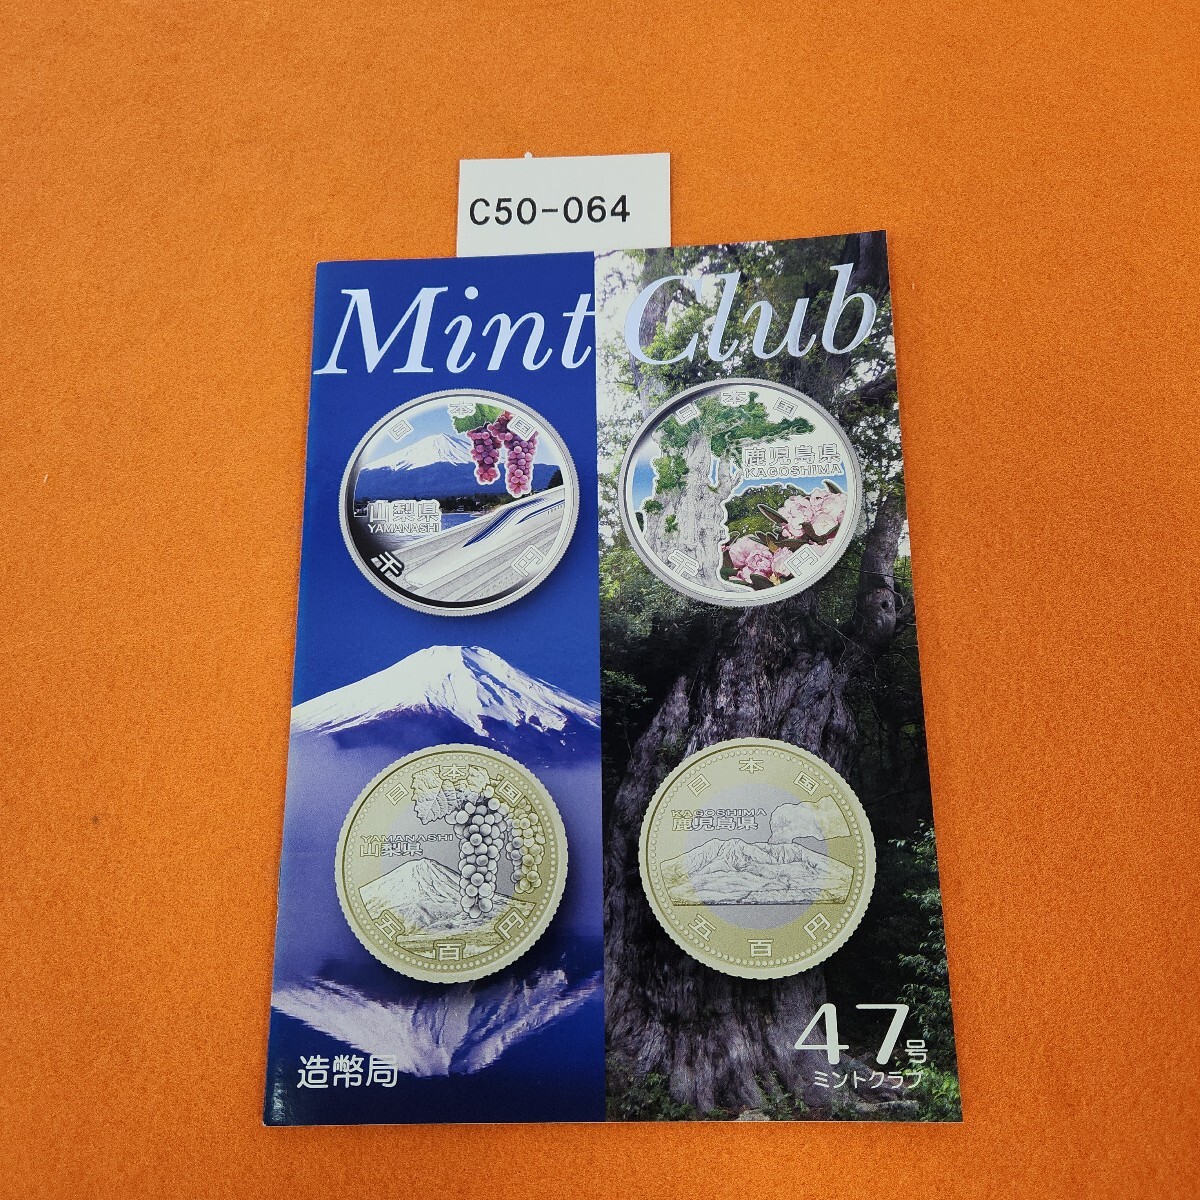 C50-064
Mint Club
日本国
山梨県
YAMANASHI
千円
日本国
鹿児島県
KAGOSHIMA
千円
日本国
YAMANASHI
山梨県
五百円
日本国
KAGOSHIMA
鹿児島県
五百円
造幣局
47号
ミントクラブ